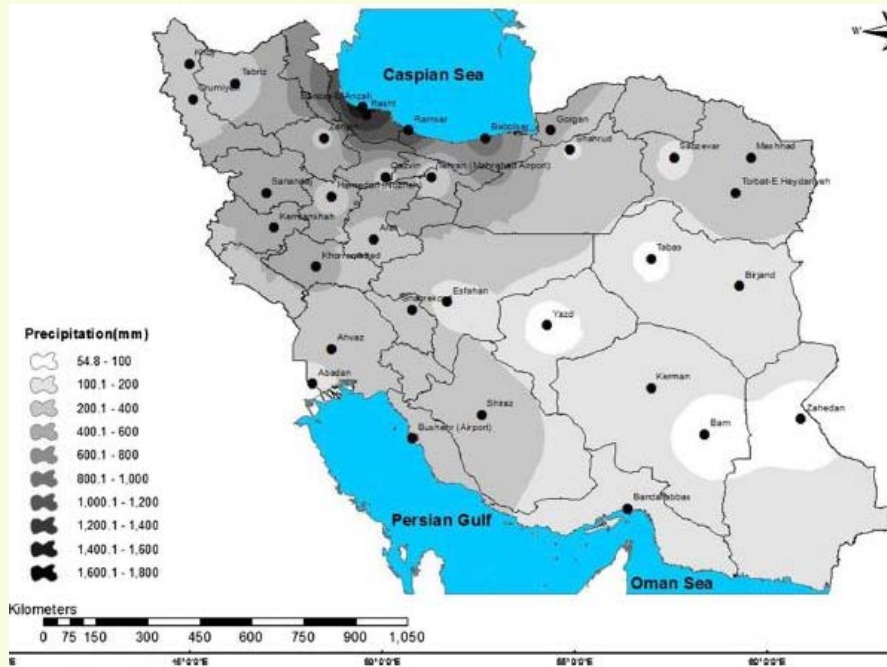 W
Caspian Sea
Khoy
Tabriz
Orumiyeh
Rasht
Ramsar
Babolsar
Gorgan
Shahrud
Sabzevar
Mashhad
Zanjan
Qazvin
Tehran (Mehrabad Airport)
Torbat-E Heydariyeh
Sanandaj
Hamedan (Nojheh)
Kermanshah
Arak
Tabas
Khorramabad
Birjand
Esfahan
Shahrekord
Yazd
Precipitation(mm)
54.8 - 100
100.1 - 200
200.1 - 400
400.1 - 600
600.1 - 800
800.1 - 1,000
1,000.1 - 1,200
1,200.1 - 1,400
1,400.1 - 1,600
1,600.1 - 1,800
Ahvaz
Abadan
Kerman
Shiraz
Zahedan
Bushehr (Airport)
Bam
Bandarabbas
Persian Gulf
Oman Sea
Kilometers
0 75 150 300 450 600 750 900 1,050